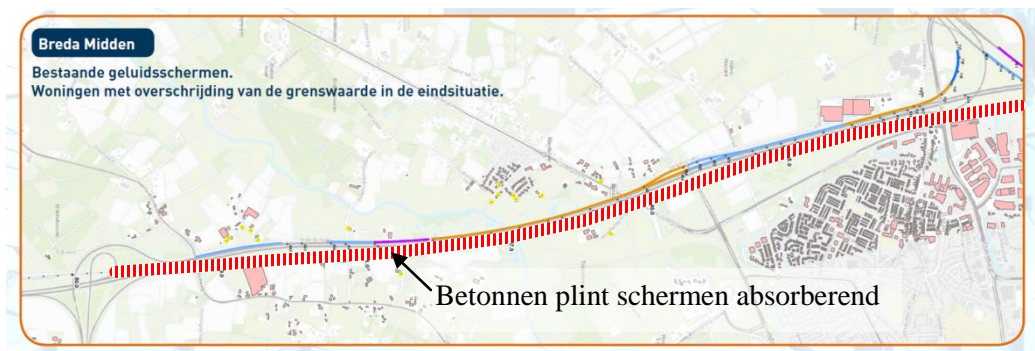 Breda Midden
Bestaande geluidsschermen.
Woningen met overschrijding van de grenswaarde in de eindsituatie.
Betonnen plint schermen absorberend